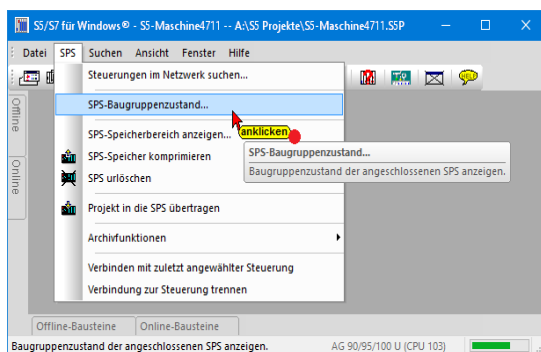 S5/S7 für Windows® - S5-Maschine4711 -- A:\S5 Projekte\S5-Maschine4711.S5P
Datei SPS Suchen Ansicht Fenster Hilfe
Steuerungen im Netzwerk suchen...
HELP
SPS-Baugruppenzustand...
SPS-Speicherbereich anzeigen...
anklicken
SPS-Speicher komprimieren
SPS-Baugruppenzustand...
Baugruppenzustand der angeschlossenen SPS anzeigen.
SPS urlöschen
Projekt in die SPS übertragen
Archivfunktionen
Verbinden mit zuletzt angewählter Steuerung
Verbindung zur Steuerung trennen
Offline
Online
Offline-Bausteine Online-Bausteine
Baugruppenzustand der angeschlossenen SPS anzeigen. AG 90/95/100 U (CPU 103)